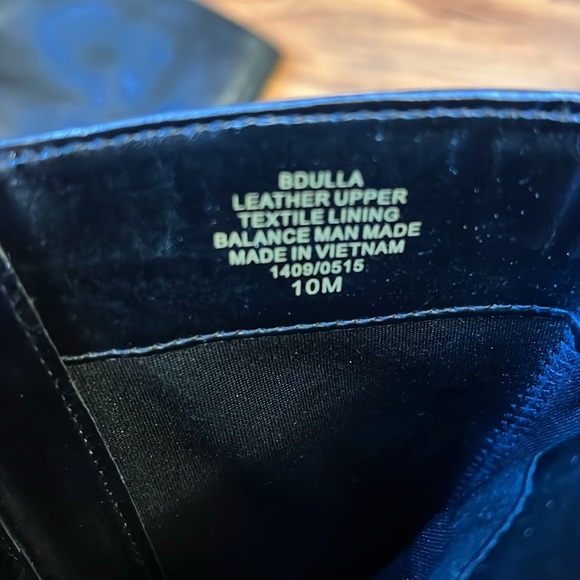 BDULLA
LEATHER UPPER
TEXTILE LINING
BALANCE MAN MADE
MADE IN VIETNAM
1409/0515
10M